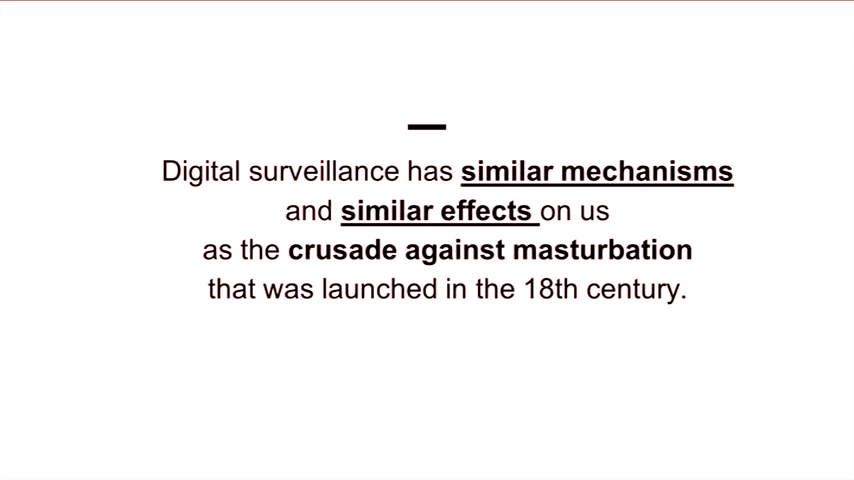 Digital surveillance has similar mechanisms
and similar effects on us
as the crusade against masturbation
that was launched in the 18th century.